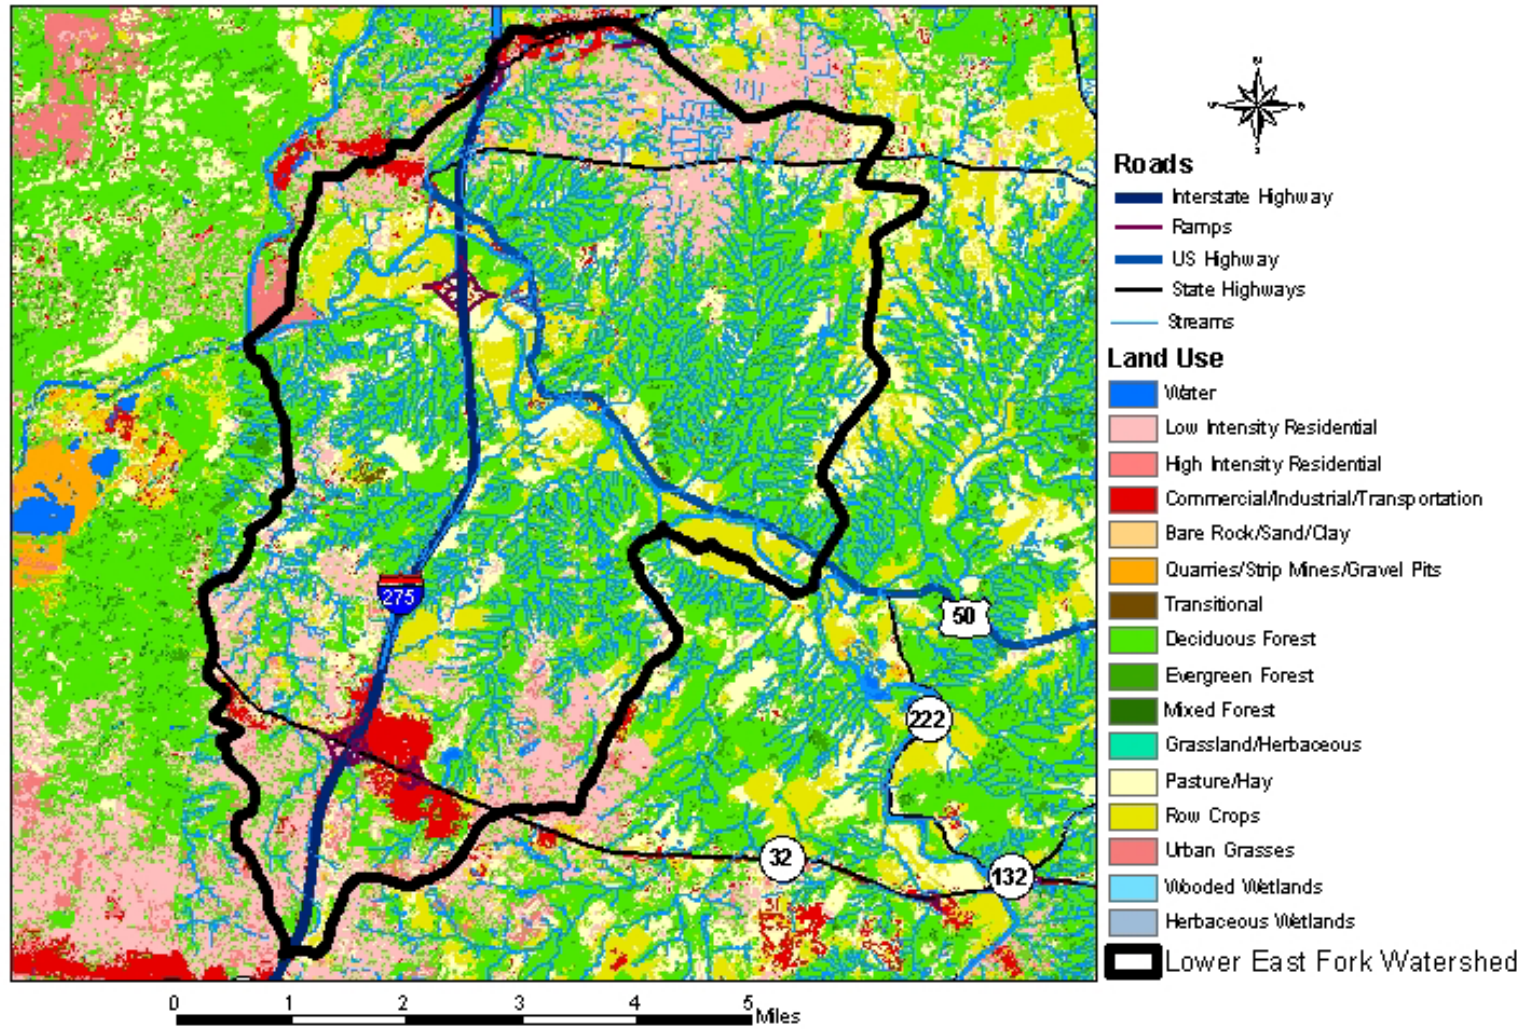 Roads
Interstate Highway
Ramps
US Highway
State Highways
Streams
Land Use
Water
Low Intensity Residential
High Intensity Residential
Commercial/Industrial/Transportation
Bare Rock/Sand/Clay
Quarries/Strip Mines/Gravel Pits
Transitional
Deciduous Forest
Evergreen Forest
Mixed Forest
Grassland/Herbaceous
Pasture/Hay
Row Crops
Urban Grasses
Wooded Wetlands
Herbaceous Wetlands
Lower East Fork Watershed
275
50
222
32
132
0 1 2 3 4 5
Miles